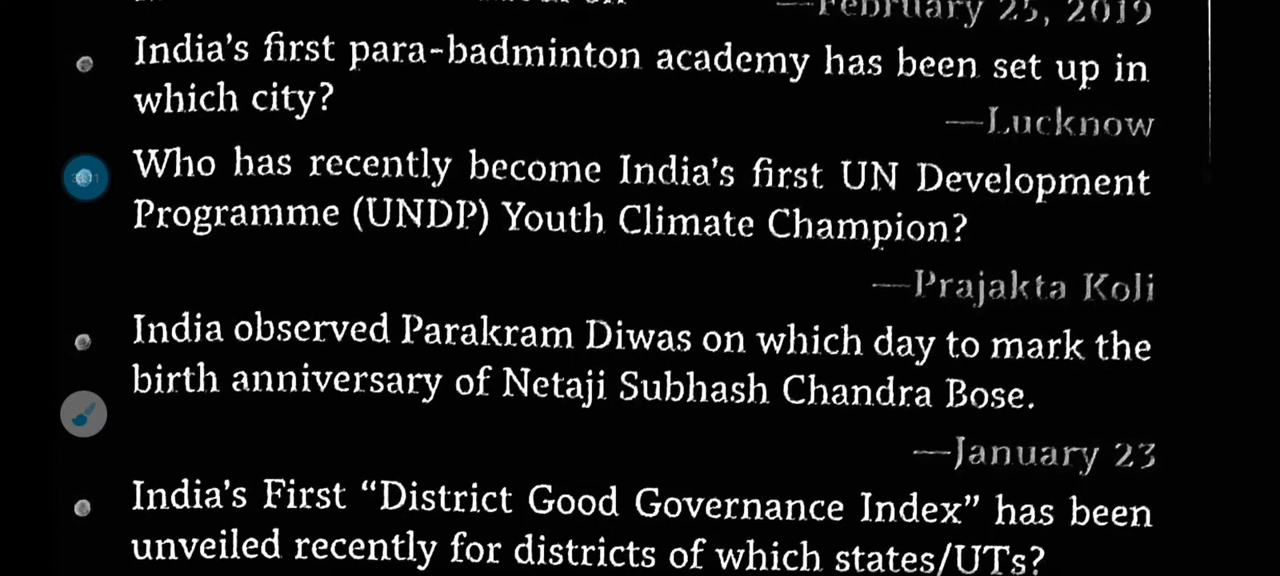 —February 25, 2019
India's first para-badminton academy has been set up in
which city?
—Lucknow
Who has recently become India's first UN Development
Programme (UNDP) Youth Climate Champion?
—Prajakta Koli
India observed Parakram Diwas on which day to mark the
birth anniversary of Netaji Subhash Chandra Bose.
—January 23
India's First “District Good Governance Index” has been
unveiled recently for districts of which states/UTs?